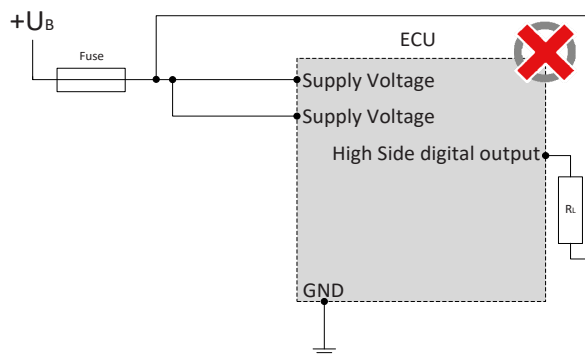 +UB
Fuse
ECU
Supply Voltage
Supply Voltage
High Side digital output
RL
GND